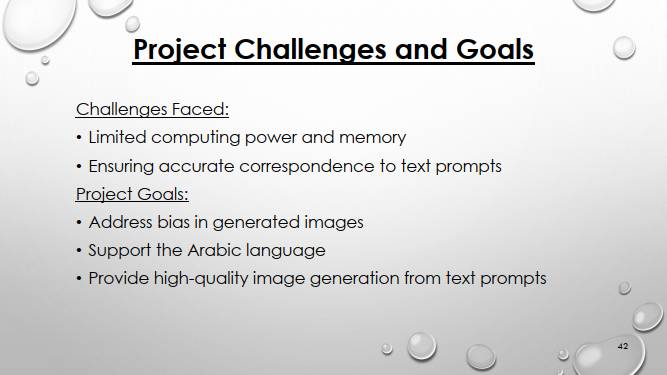 Project Challenges and Goals
Challenges Faced:
• Limited computing power and memory
• Ensuring accurate correspondence to text prompts
Project Goals:
• Address bias in generated images
• Support the Arabic language
• Provide high-quality image generation from text prompts
42